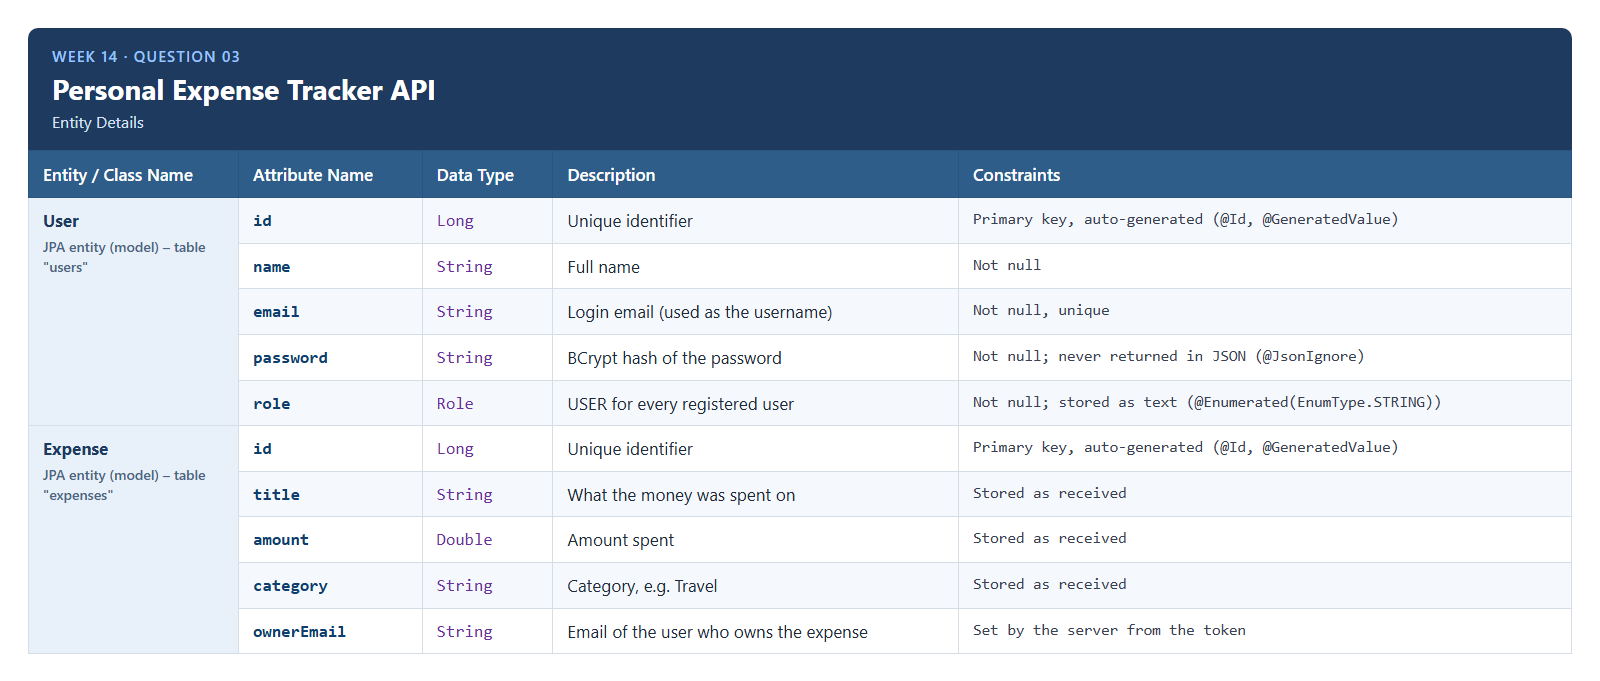 WEEK 14 · QUESTION 03
Personal Expense Tracker API
Entity Details
Entity / Class Name Attribute Name Data Type Description Constraints
User id Long Unique identifier Primary key, auto-generated (@Id, @GeneratedValue)
JPA entity (model) – table
"users"
name String Full name Not null
email String Login email (used as the username) Not null, unique
password String BCrypt hash of the password Not null; never returned in JSON (@JsonIgnore)
role Role USER for every registered user Not null; stored as text (@Enumerated(EnumType.STRING))
Expense id Long Unique identifier Primary key, auto-generated (@Id, @GeneratedValue)
JPA entity (model) – table
"expenses"
title String What the money was spent on Stored as received
amount Double Amount spent Stored as received
category String Category, e.g. Travel Stored as received
ownerEmail String Email of the user who owns the expense Set by the server from the token